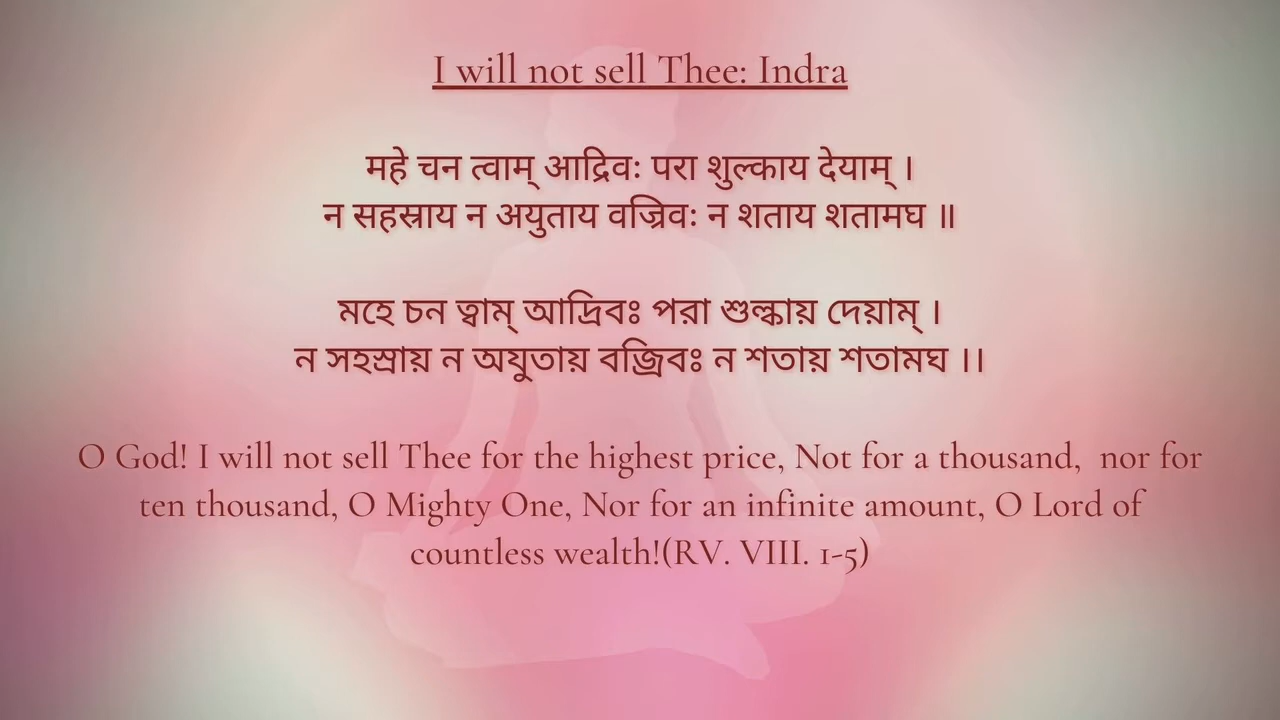 I will not sell Thee: Indra
महे चन त्वाम् आद्रिवः परा शुल्काय देयाम् ।
न सहस्राय न अयुताय वज्रिवः न शताय शतामघ ॥
মহে চন ত্বাম্ আদ্রিবঃ পরা শুল্কায় দেয়াম্ ।
ন সহস্রায় ন অযুতায় বজ্রিবঃ ন শতায় শতামঘ ।।
O God! I will not sell Thee for the highest price, Not for a thousand,  nor for
ten thousand, O Mighty One, Nor for an infinite amount, O Lord of
countless wealth!(RV. VIII. 1-5)